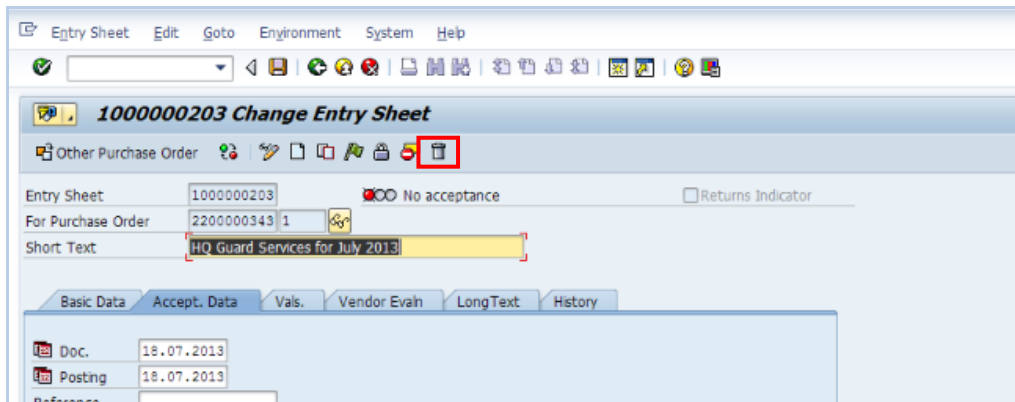 Entry Sheet Edit Goto Environment System Help
1000000203 Change Entry Sheet
Other Purchase Order
Entry Sheet 1000000203 No acceptance Returns Indicator
For Purchase Order 2200000343 1
Short Text HQ Guard Services for July 2013
Basic Data Accept. Data Vals. Vendor Evaln LongText History
Doc. 18.07.2013
Posting 18.07.2013
Reference